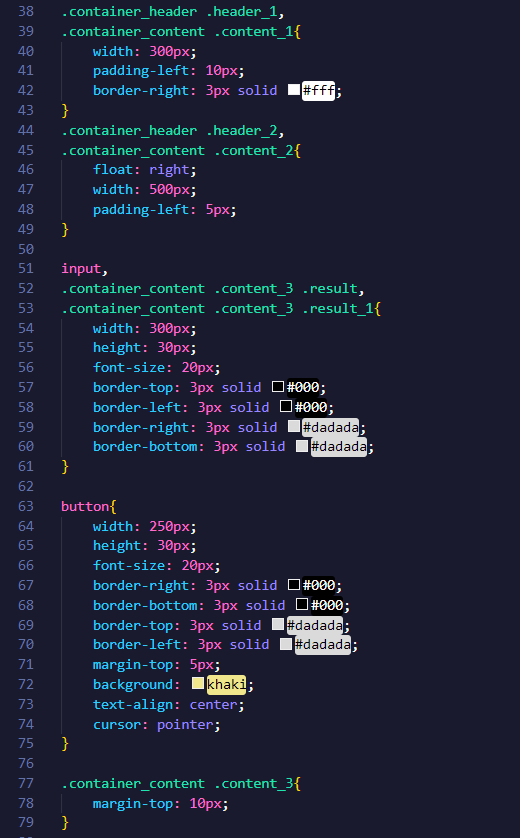 38 .container_header .header_1,
39 .container_content .content_1{
40 width: 300px;
41 padding-left: 10px;
42 border-right: 3px solid #fff;
43 }
44 .container_header .header_2,
45 .container_content .content_2{
46 float: right;
47 width: 500px;
48 padding-left: 5px;
49 }
50
51 input,
52 .container_content .content_3 .result,
53 .container_content .content_3 .result_1{
54 width: 300px;
55 height: 30px;
56 font-size: 20px;
57 border-top: 3px solid #000;
58 border-left: 3px solid #000;
59 border-right: 3px solid #dadada;
60 border-bottom: 3px solid #dadada;
61 }
62
63 button{
64 width: 250px;
65 height: 30px;
66 font-size: 20px;
67 border-right: 3px solid #000;
68 border-bottom: 3px solid #000;
69 border-top: 3px solid #dadada;
70 border-left: 3px solid #dadada;
71 margin-top: 5px;
72 background: khaki;
73 text-align: center;
74 cursor: pointer;
75 }
76
77 .container_content .content_3{
78 margin-top: 10px;
79 }